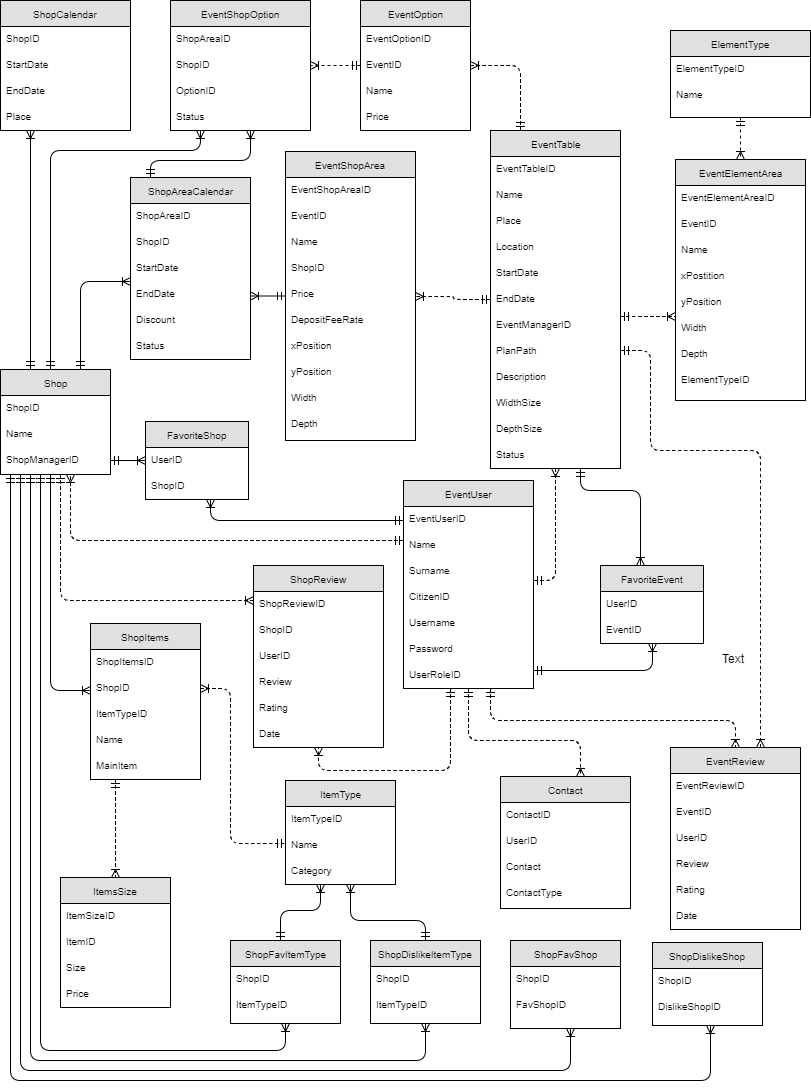 ShopCalendar
ShopID
StartDate
EndDate
Place
EventShopOption
ShopAreaID
ShopID
OptionID
Status
EventOption
EventOptionID
EventID
Name
Price
ElementType
ElementTypeID
Name
EventTable
EventTableID
Name
Place
Location
StartDate
EndDate
EventManagerID
PlanPath
Description
WidthSize
DepthSize
Status
EventShopArea
EventShopAreaID
EventID
Name
ShopID
Price
DepositFeeRate
xPosition
yPosition
Width
Depth
EventElementArea
EventElementAreaID
EventID
Name
xPostition
yPosition
Width
Depth
ElementTypeID
ShopAreaCalendar
ShopAreaID
ShopID
StartDate
EndDate
Discount
Status
Shop
ShopID
Name
ShopManagerID
FavoriteShop
UserID
ShopID
EventUser
EventUserID
Name
Surname
CitizenID
Username
Password
UserRoleID
ShopReview
ShopReviewID
ShopID
UserID
Review
Rating
Date
FavoriteEvent
UserID
EventID
Text
ShopItems
ShopItemsID
ShopID
ItemTypeID
Name
MainItem
EventReview
EventReviewID
EventID
UserID
Review
Rating
Date
Contact
ContactID
UserID
Contact
ContactType
ItemType
ItemTypeID
Name
Category
ItemsSize
ItemSizeID
ItemID
Size
Price
ShopFavItemType
ShopID
ItemTypeID
ShopDislikeItemType
ShopID
ItemTypeID
ShopFavShop
ShopID
FavShopID
ShopDislikeShop
ShopID
DislikeShopID